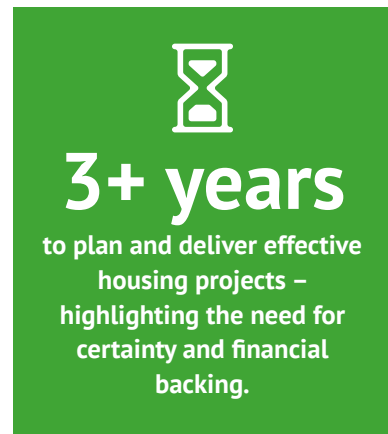 3+ years
to plan and deliver effective
housing projects –
highlighting the need for
certainty and financial
backing.